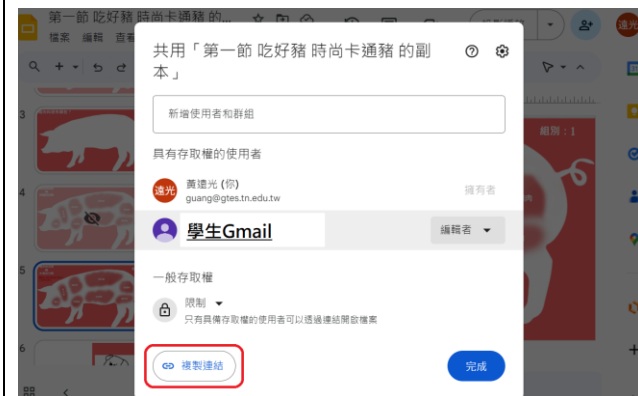 第一節 吃好豬 時尚卡通豬 的...
檔案 編輯 查看
共用「第一節 吃好豬 時尚卡通豬 的副本」
新增使用者和群組
具有存取權的使用者
遠光
黃遠光 (你)
guang@gtes.tn.edu.tw
擁有者
學生Gmail
編輯者
一般存取權
限制
只有具備存取權的使用者可以透過連結開啟檔案
複製連結
完成
3
4
5
6
組別:1